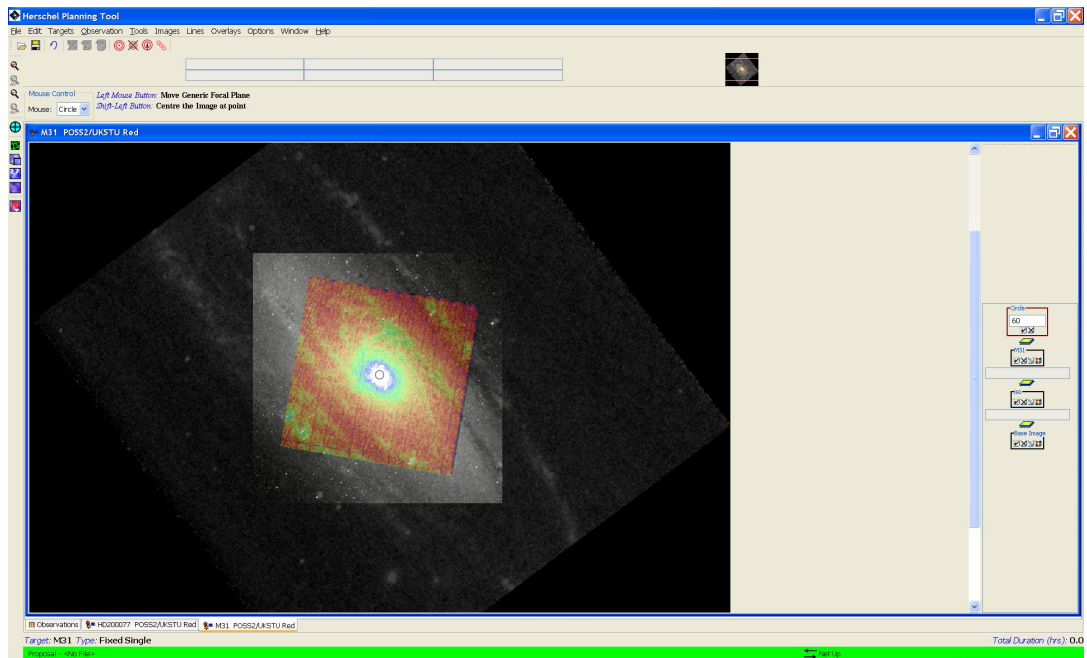 Herschel Planning Tool
File Edit Targets Observation Tools Images Lines Overlays Options Window Help
Mouse Control
Left Mouse Button: Move Generic Focal Plane
Mouse: Circle
Shift-Left Button: Centre the Image at point
M31 POSS2/UKSTU Red
Circle
60
M31
Iso
Base Image
Observations HD200077 POSS2/UKSTU Red M31 POSS2/UKSTU Red
Target: M31 Type: Fixed Single Total Duration (hrs): 0.0
Proposal - <No File> Net Up